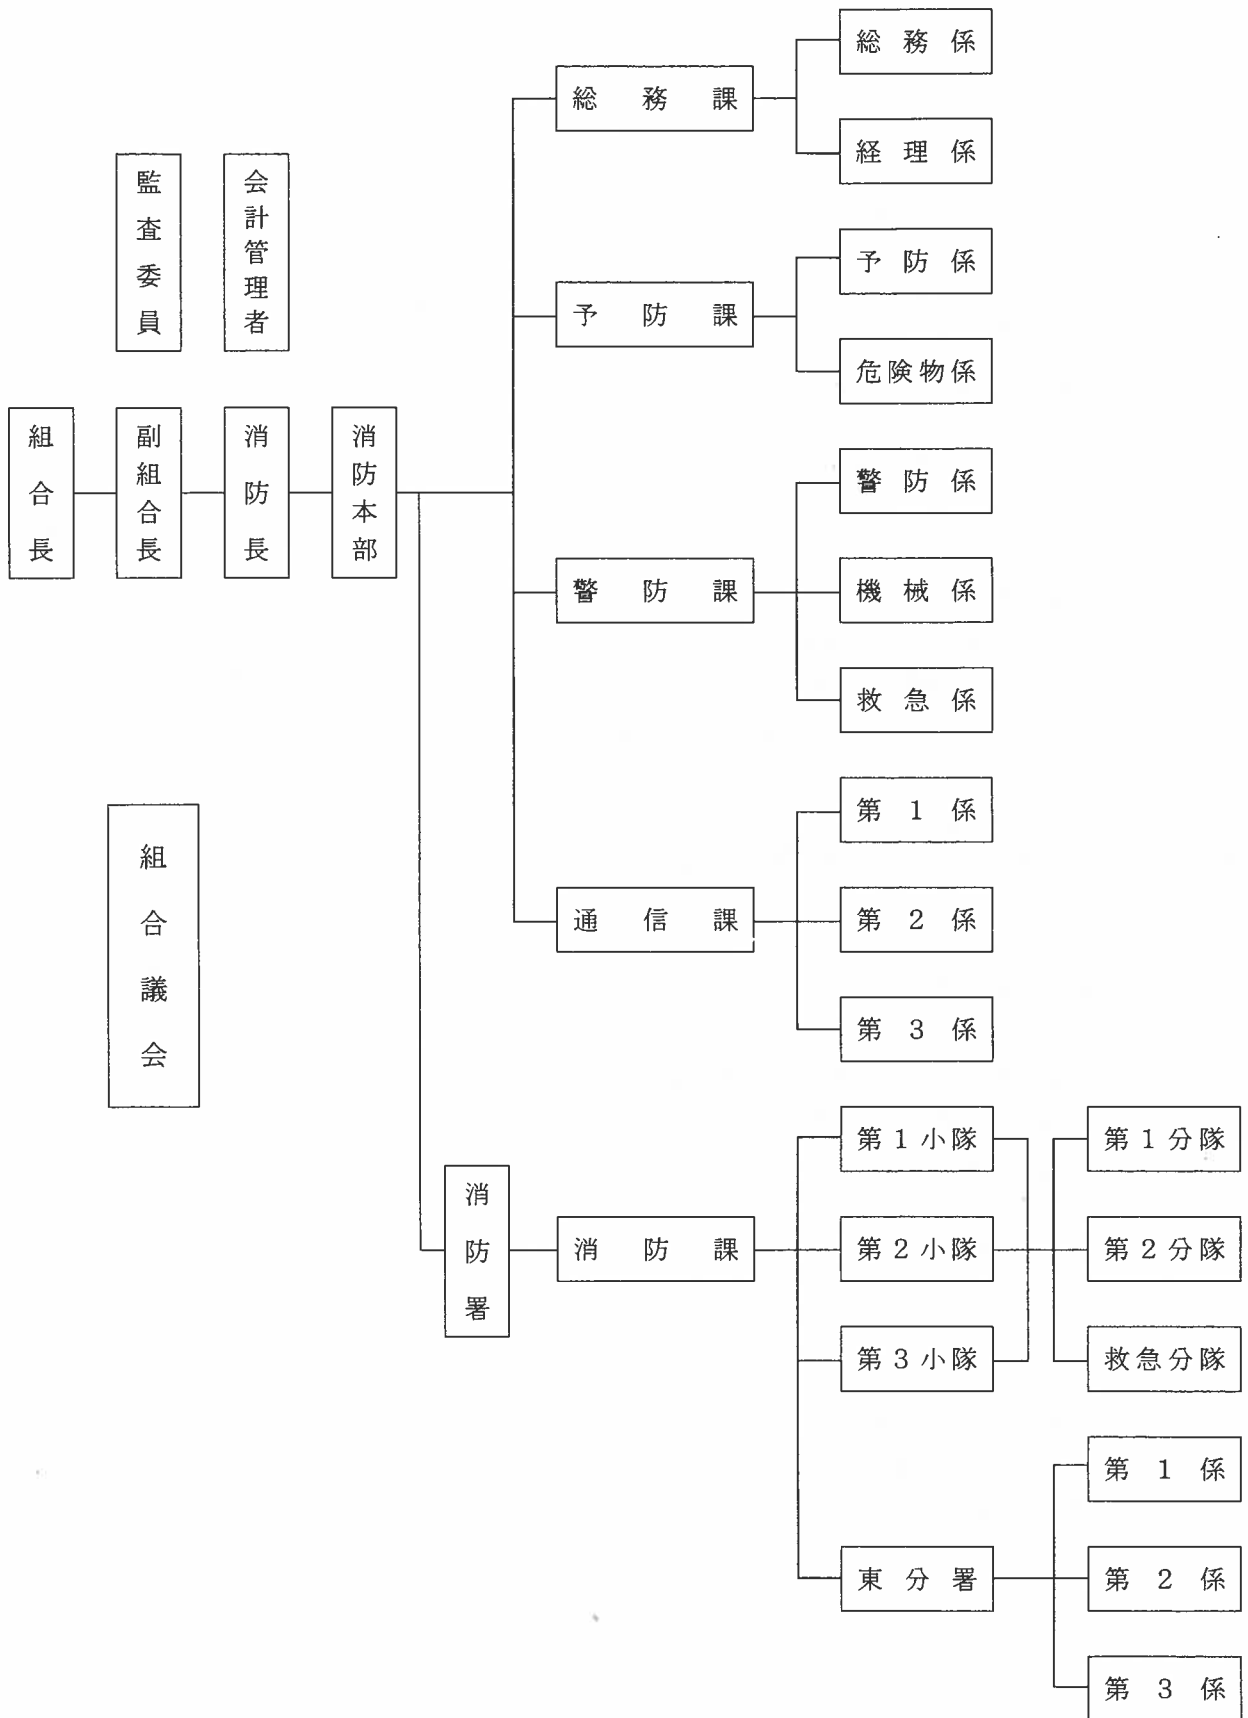 監査委員
会計管理者
組合長
副組合長
消防長
消防本部
組合議会
総務課
総務係
経理係
予防課
予防係
危険物係
警防課
警防係
機械係
救急係
通信課
第1係
第2係
第3係
消防署
消防課
第1小隊
第2小隊
第3小隊
第1分隊
第2分隊
救急分隊
東分署
第1係
第2係
第3係